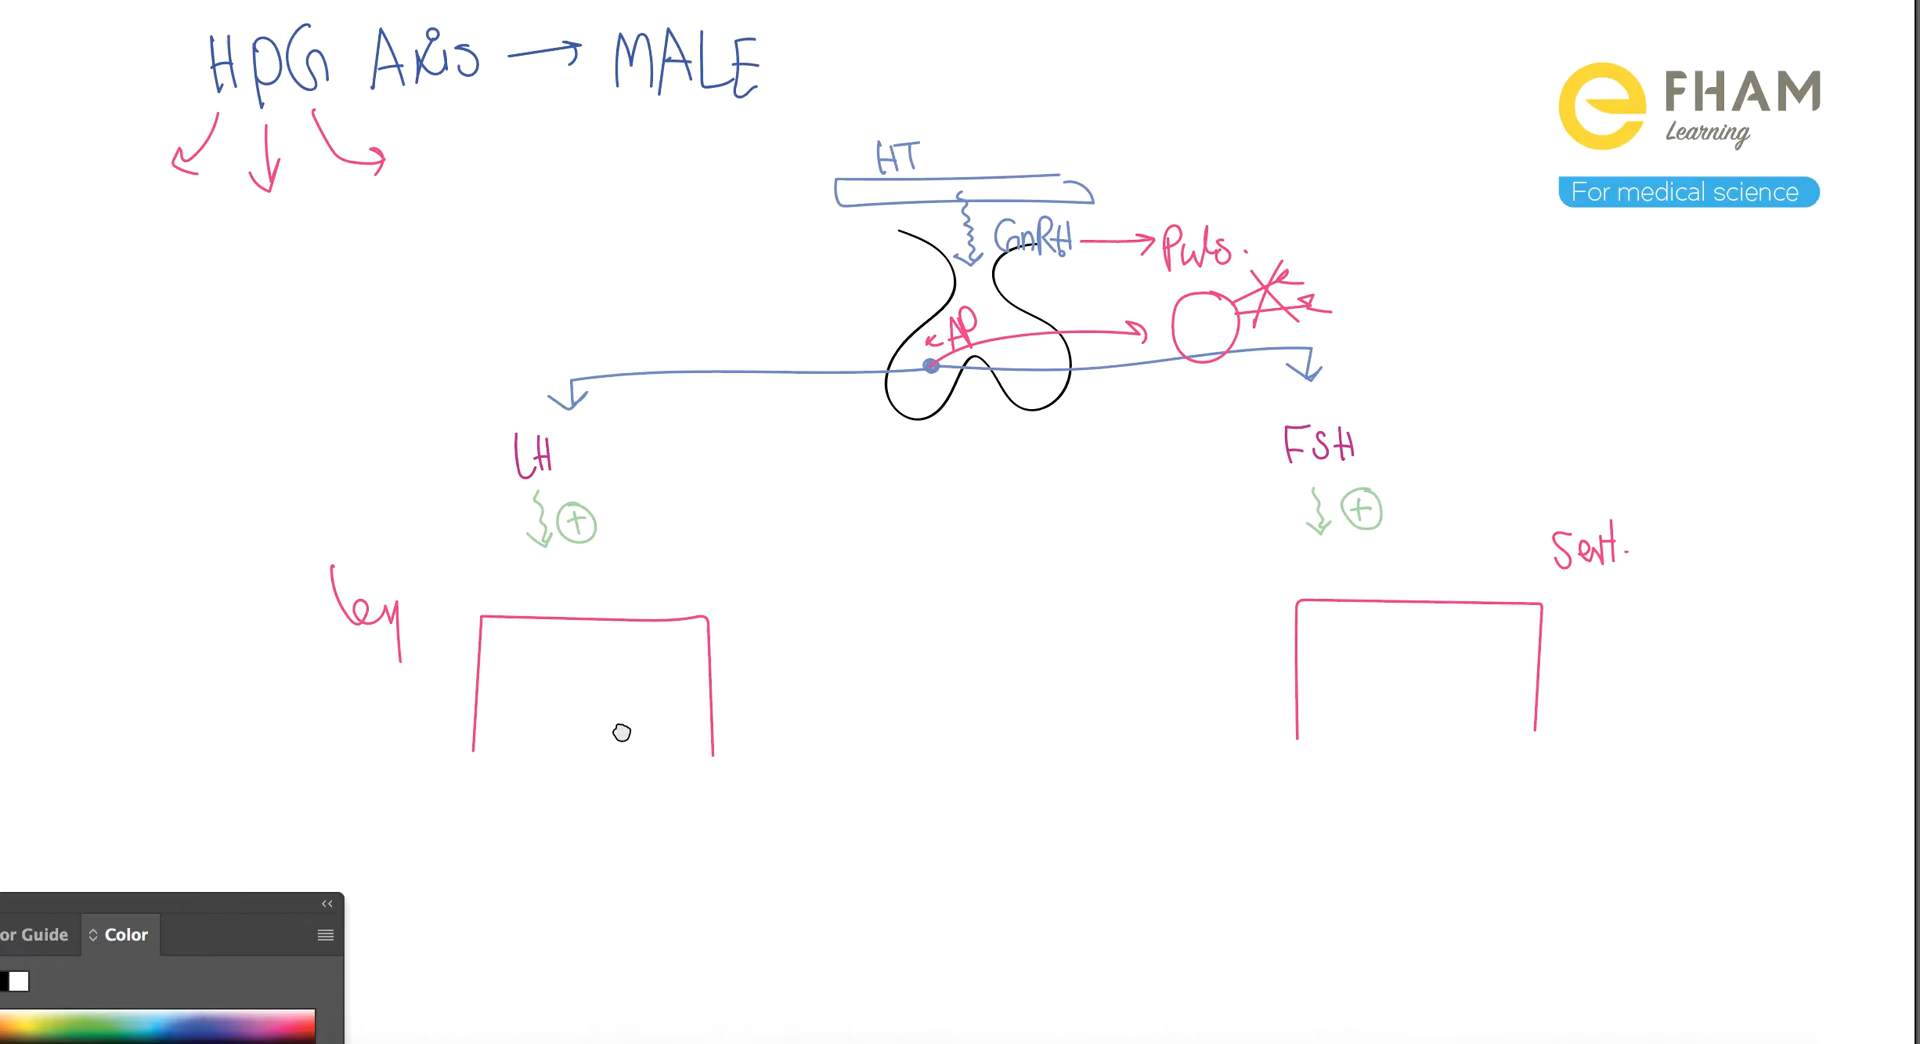 HPG Axis → MALE
FHAM
Learning
For medical science
HT
GnRH → Puls.
AP
LH
FSH
+
+
Sert.
Ley
or Guide
Color